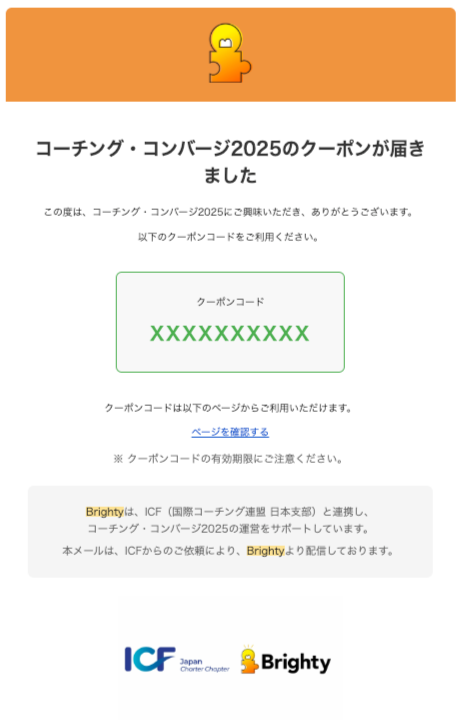 コーチング・コンバージ2025のクーポンが届き
ました
この度は、コーチング・コンバージ2025にご興味いただき、ありがとうございます。
以下のクーポンコードをご利用ください。
クーポンコード
XXXXXXXXXX
クーポンコードは以下のページからご利用いただけます。
ページを確認する
※ クーポンコードの有効期限にご注意ください。
Brightyは、ICF（国際コーチング連盟 日本支部）と連携し、
コーチング・コンバージ2025の運営をサポートしています。
本メールは、ICFからのご依頼により、Brightyより配信しております。
ICF Japan
Charter Chapter
Brighty